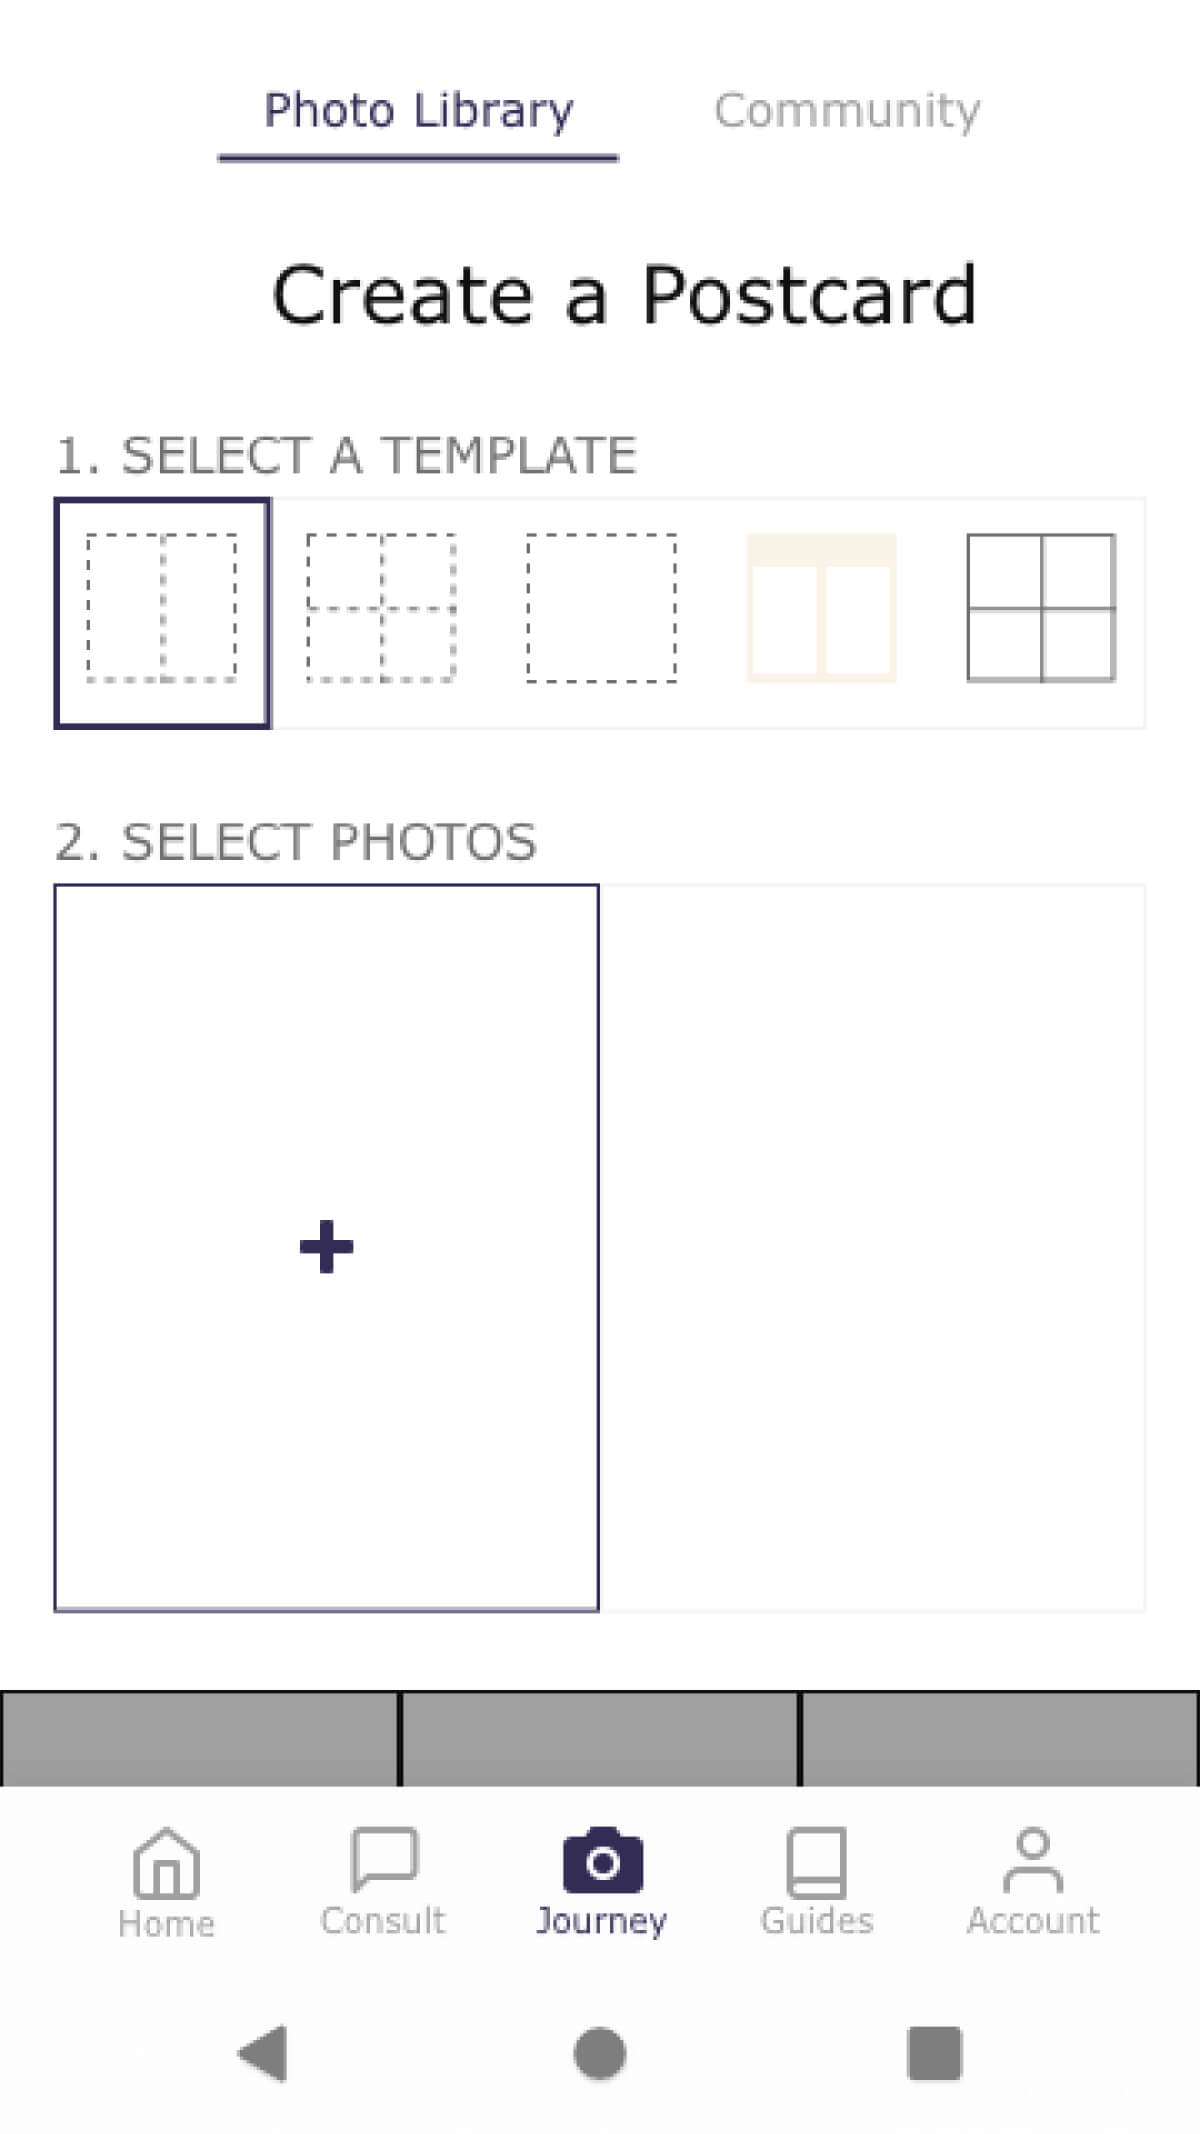 Photo Library Community
Create a Postcard
1. SELECT A TEMPLATE
2. SELECT PHOTOS
Home Consult Journey Guides Account